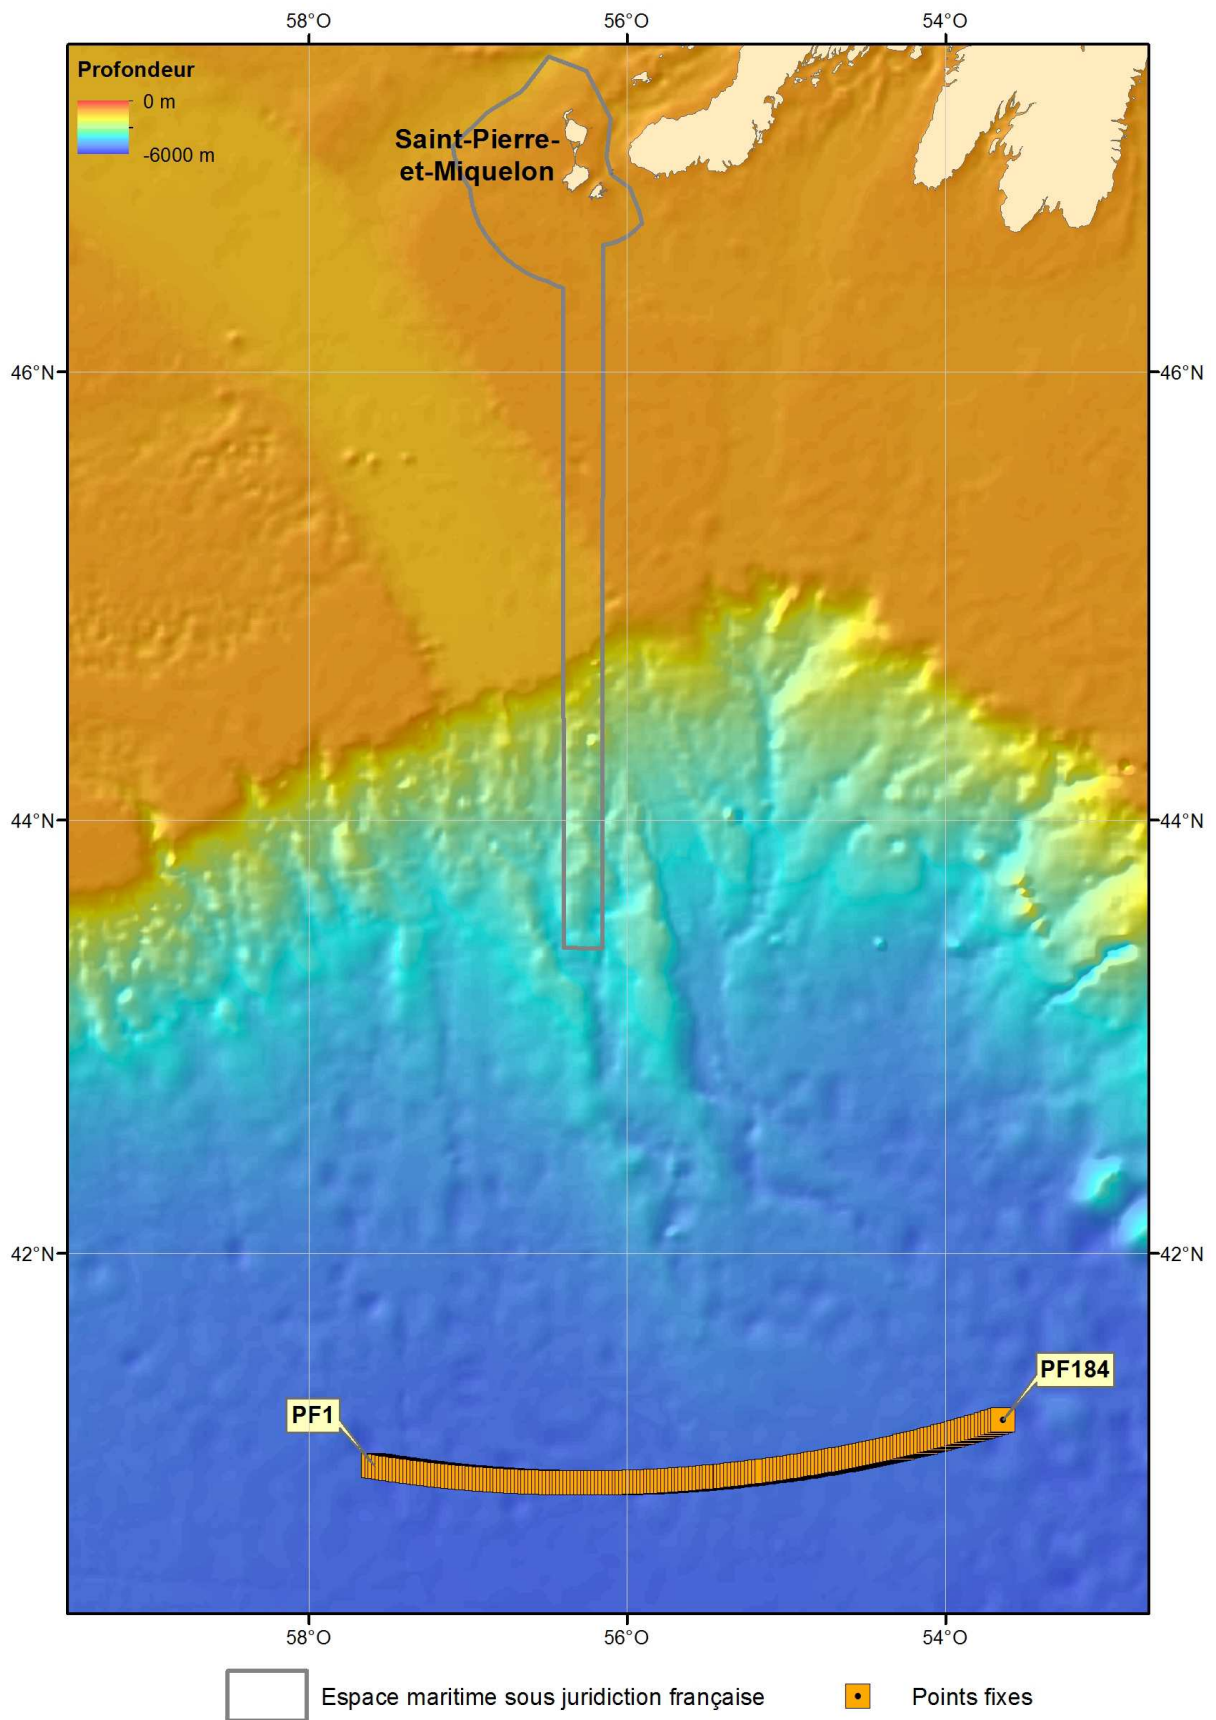 58°O 56°O 54°O
Profondeur
0 m
-6000 m
Saint-Pierre-
et-Miquelon
46°N 46°N
44°N 44°N
42°N 42°N
PF184
PF1
58°O 56°O 54°O
Espace maritime sous juridiction française Points fixes